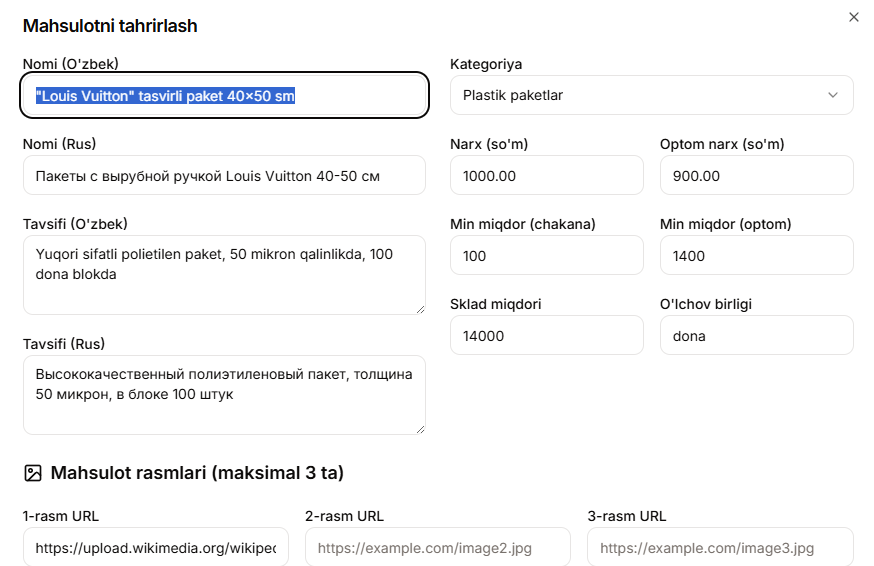 Mahsulotni tahrirlash
Nomi (O'zbek)
"Louis Vuitton" tasvirli paket 40×50 sm
Kategoriya
Plastik paketlar
Nomi (Rus)
Пакеты с вырубной ручкой Louis Vuitton 40-50 см
Narx (so'm)
1000.00
Optom narx (so'm)
900.00
Tavsifi (O'zbek)
Yuqori sifatli polietilen paket, 50 mikron qalinlikda, 100
dona blokda
Min miqdor (chakana)
100
Min miqdor (optom)
1400
Sklad miqdori
14000
O'lchov birligi
dona
Tavsifi (Rus)
Высококачественный полиэтиленовый пакет, толщина
50 микрон, в блоке 100 штук
Mahsulot rasmlari (maksimal 3 ta)
1-rasm URL
https://upload.wikimedia.org/wikipec
2-rasm URL
https://example.com/image2.jpg
3-rasm URL
https://example.com/image3.jpg